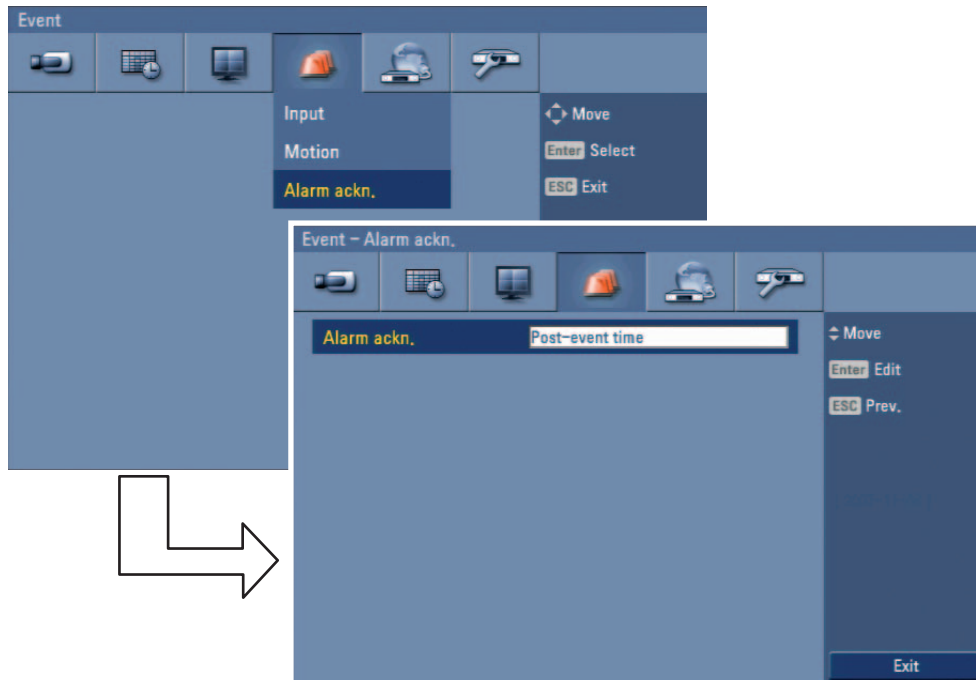 Event
Input
Motion
Alarm ackn.
Move
Enter Select
ESC Exit
Event - Alarm ackn.
Alarm ackn. Post-event time
Move
Enter Edit
ESC Prev.
Exit